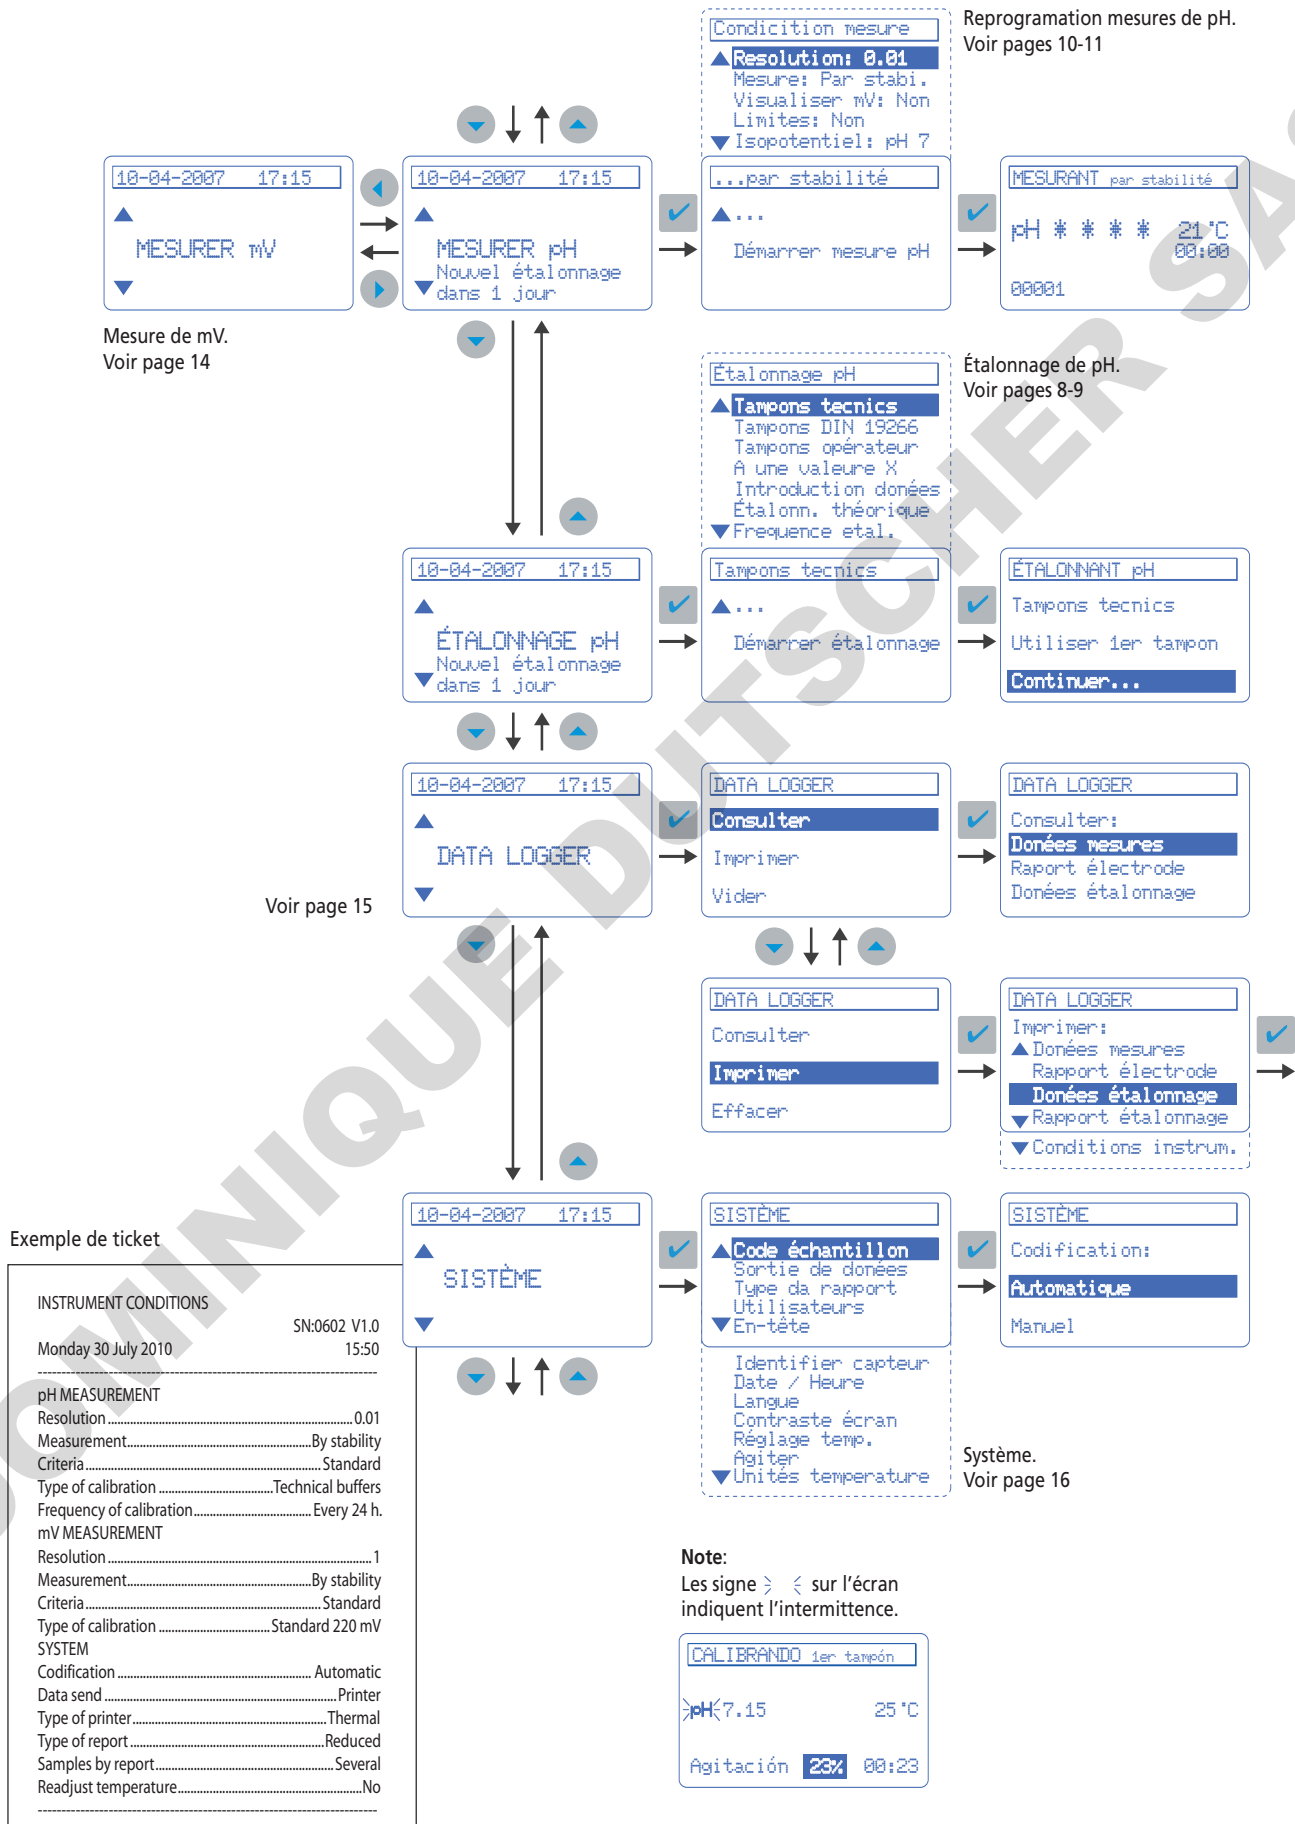 Condicition mesure
Resolution: 0.01
Mesure: Par stabi.
Visualiser mV: Non
Limites: Non
Isopotentiel: pH 7
Reprogramation mesures de pH.
Voir pages 10-11
10-04-2007 17:15
MESURER mV
10-04-2007 17:15
MESURER pH
Nouvel étalonnage
dans 1 jour
...par stabilité
...
Démarrer mesure pH
MESURANT par stabilité
pH * * * * 21 °C
00:00
00001
Mesure de mV.
Voir page 14
Étalonnage pH
Tampons tecnics
Tampons DIN 19266
Tampons opérateur
A une valeure X
Introduction donées
Étalonn. théorique
Frequence etal.
Étalonnage de pH.
Voir pages 8-9
10-04-2007 17:15
ÉTALONNAGE pH
Nouvel étalonnage
dans 1 jour
Tampons tecnics
...
Démarrer étalonnage
ÉTALONNANT pH
Tampons tecnics
Utiliser 1er tampon
Continuer...
10-04-2007 17:15
DATA LOGGER
Voir page 15
DATA LOGGER
Consulter
Imprimer
Vider
DATA LOGGER
Consulter:
Donées mesures
Raport électrode
Donées étalonnage
DATA LOGGER
Consulter
Imprimer
Effacer
DATA LOGGER
Imprimer:
Donées mesures
Rapport électrode
Donées étalonnage
Rapport étalonnage
Conditions instrum.
10-04-2007 17:15
SISTÈME
SISTÈME
Code échantillon
Sortie de donées
Type da rapport
Utilisateurs
En-tête
Identifier capteur
Date / Heure
Langue
Contraste écran
Réglage temp.
Agiter
Unités temperature
SISTÈME
Codification:
Automatique
Manuel
Système.
Voir page 16
Exemple de ticket
INSTRUMENT CONDITIONS
SN:0602 V1.0
Monday 30 July 2010 15:50
pH MEASUREMENT
Resolution 0.01
Measurement By stability
Criteria Standard
Type of calibration Technical buffers
Frequency of calibration Every 24 h.
mV MEASUREMENT
Resolution 1
Measurement By stability
Criteria Standard
Type of calibration Standard 220 mV
SYSTEM
Codification Automatic
Data send Printer
Type of printer Thermal
Type of report Reduced
Samples by report Several
Readjust temperature No
Note:
Les signe sur l'écran
indiquent l'intermittence.
CALIBRANDO 1er tampón
pH 7.15 25 °C
Agitación 23% 00:23
DOMINIQUE DUTSCHER SAS